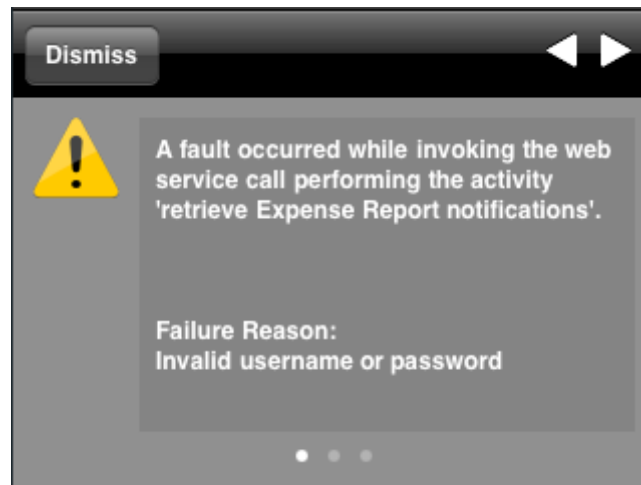 Dismiss
A fault occurred while invoking the web
service call performing the activity
'retrieve Expense Report notifications'.
Failure Reason:
Invalid username or password